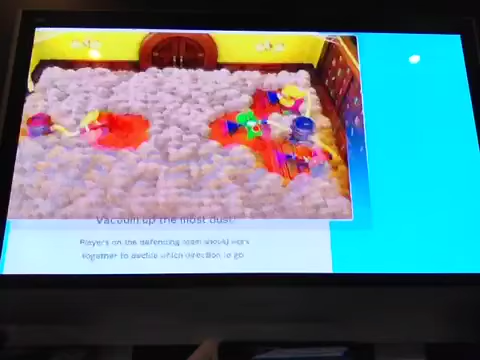 Vacuum up the most dust!
Players on the defending team should work
together to decide which direction to go